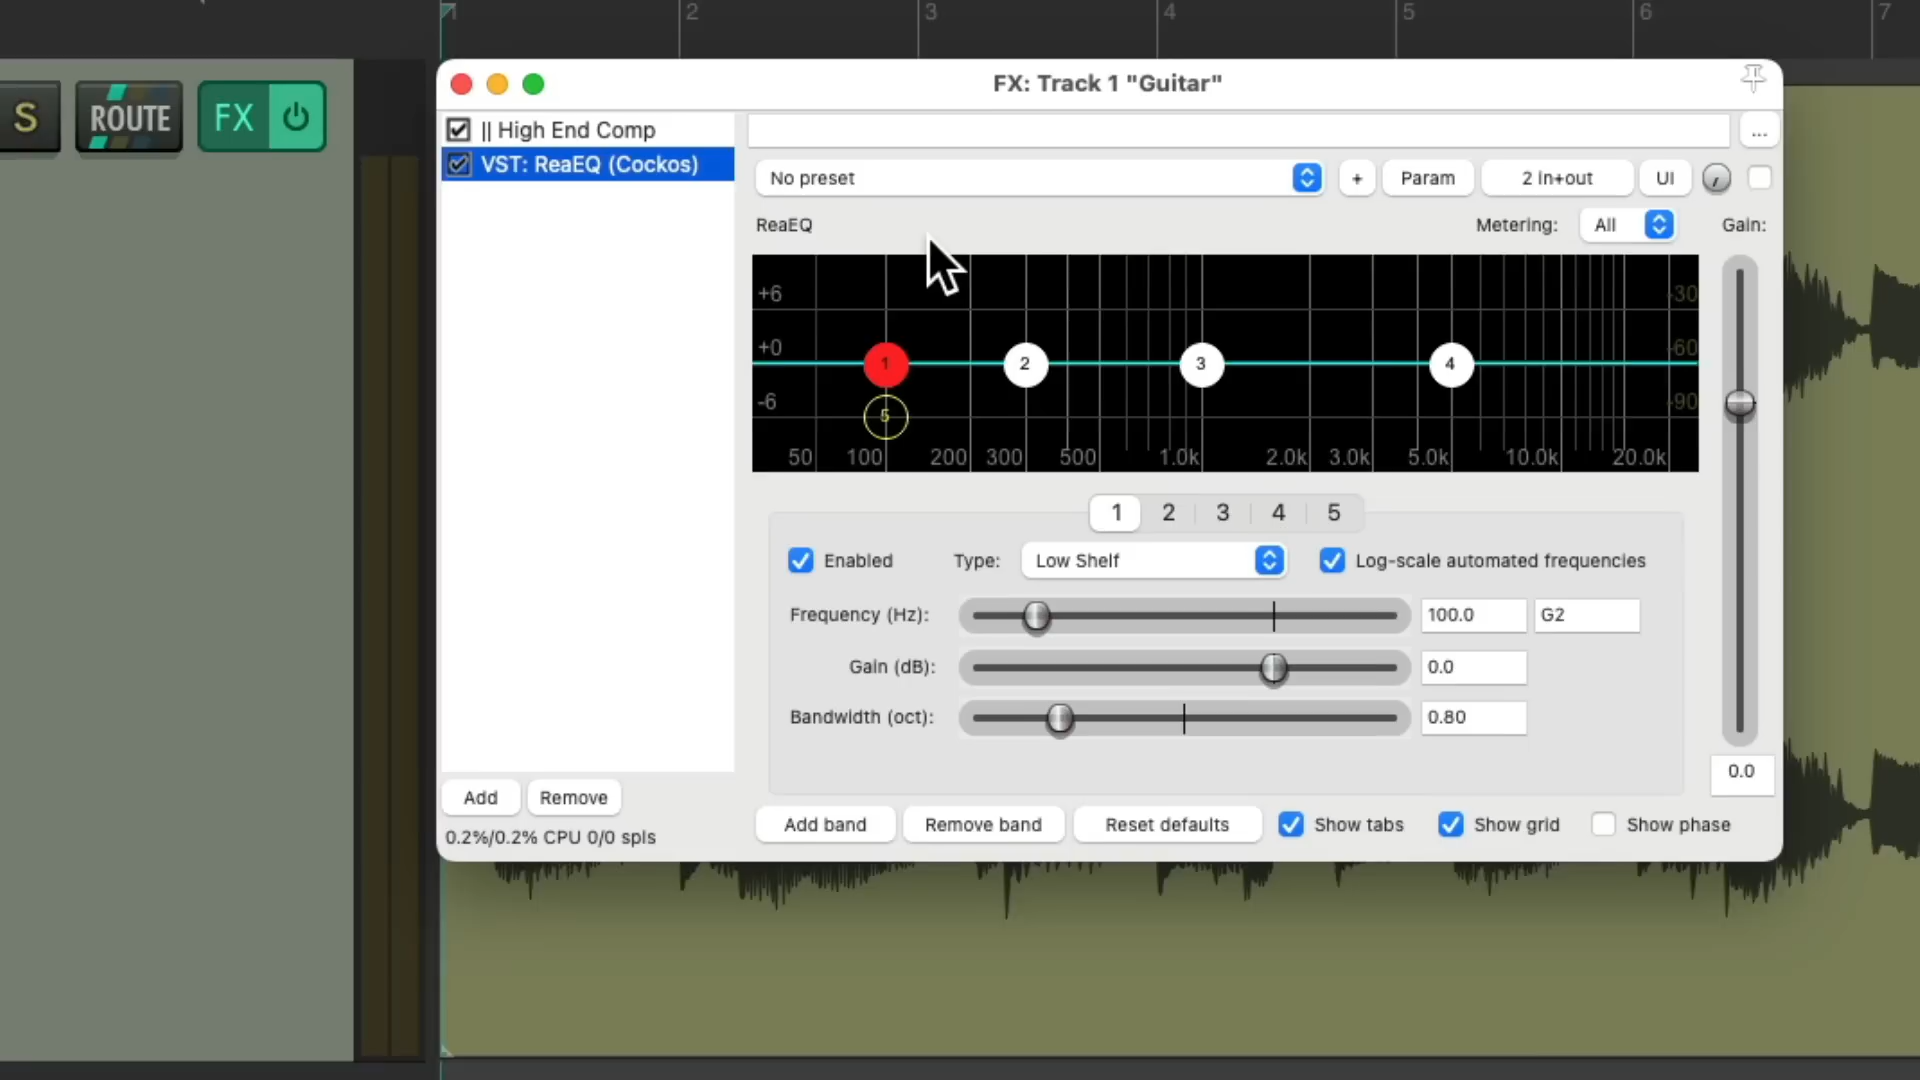 1 2 3 4 5 6 7
FX: Track 1 "Guitar"
S ROUTE FX
|| High End Comp
...
VST: ReaEQ (Cockos)
No preset + Param 2 in+out UI
ReaEQ Metering: All Gain:
+6 -30
+0 -60
-6 -90
1 2 3 4
5
50 100 200 300 500 1.0k 2.0k 3.0k 5.0k 10.0k 20.0k
1 2 3 4 5
Enabled Type: Low Shelf Log-scale automated frequencies
Frequency (Hz): 100.0 G2
Gain (dB): 0.0
Bandwidth (oct): 0.80
0.0
Add Remove
Add band Remove band Reset defaults Show tabs Show grid Show phase
0.2%/0.2% CPU 0/0 spls